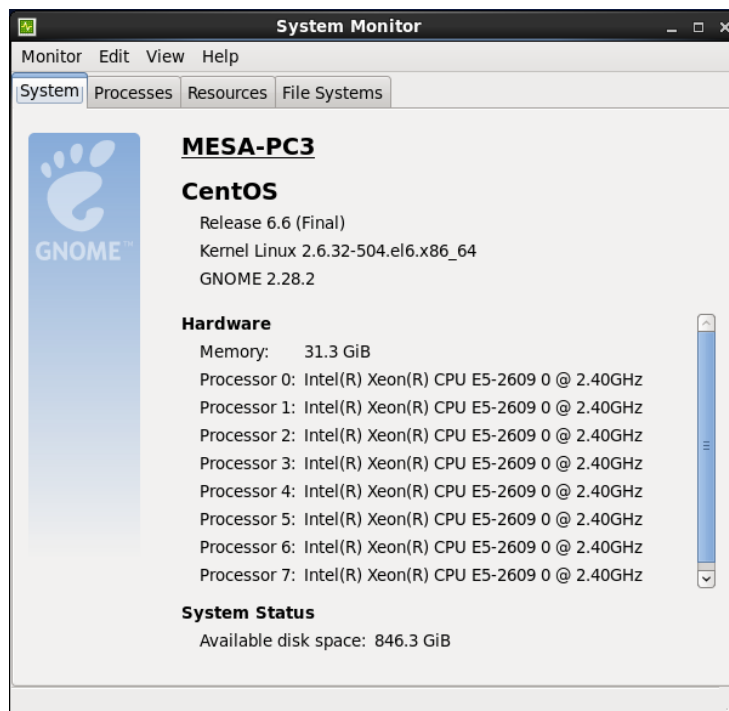 System Monitor
Monitor Edit View Help
System Processes Resources File Systems
GNOME™
MESA-PC3
CentOS
Release 6.6 (Final)
Kernel Linux 2.6.32-504.el6.x86_64
GNOME 2.28.2
Hardware
Memory: 31.3 GiB
Processor 0: Intel(R) Xeon(R) CPU E5-2609 0 @ 2.40GHz
Processor 1: Intel(R) Xeon(R) CPU E5-2609 0 @ 2.40GHz
Processor 2: Intel(R) Xeon(R) CPU E5-2609 0 @ 2.40GHz
Processor 3: Intel(R) Xeon(R) CPU E5-2609 0 @ 2.40GHz
Processor 4: Intel(R) Xeon(R) CPU E5-2609 0 @ 2.40GHz
Processor 5: Intel(R) Xeon(R) CPU E5-2609 0 @ 2.40GHz
Processor 6: Intel(R) Xeon(R) CPU E5-2609 0 @ 2.40GHz
Processor 7: Intel(R) Xeon(R) CPU E5-2609 0 @ 2.40GHz
System Status
Available disk space: 846.3 GiB